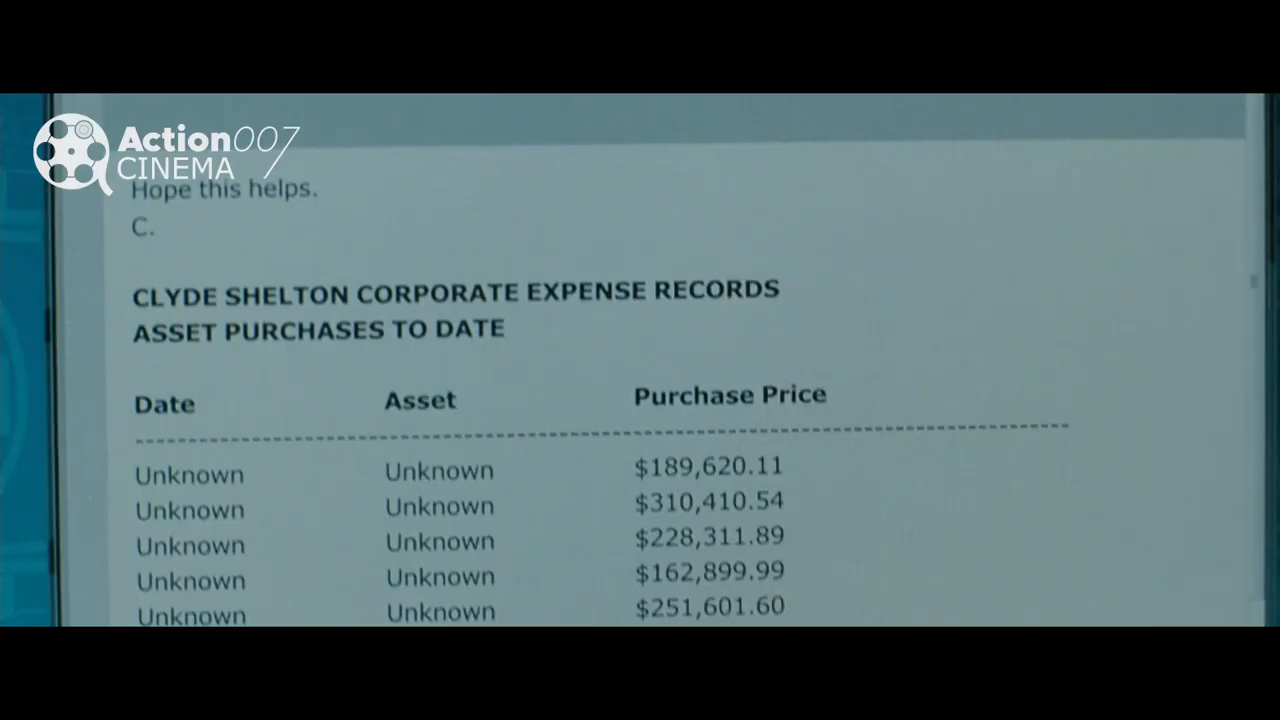 Action007
CINEMA
Hope this helps.
C.
CLYDE SHELTON CORPORATE EXPENSE RECORDS
ASSET PURCHASES TO DATE
Date Asset Purchase Price
Unknown Unknown $189,620.11
Unknown Unknown $310,410.54
Unknown Unknown $228,311.89
Unknown Unknown $162,899.99
Unknown Unknown $251,601.60